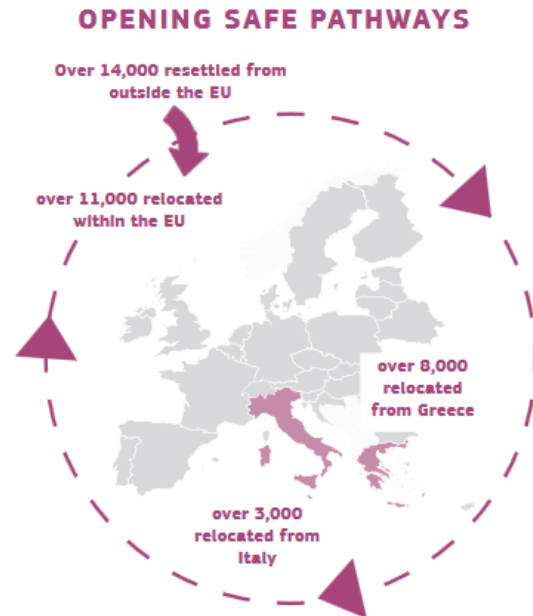 OPENING SAFE PATHWAYS
Over 14,000 resettled from
outside the EU
over 11,000 relocated
within the EU
over 8,000
relocated
from Greece
over 3,000
relocated from
Italy